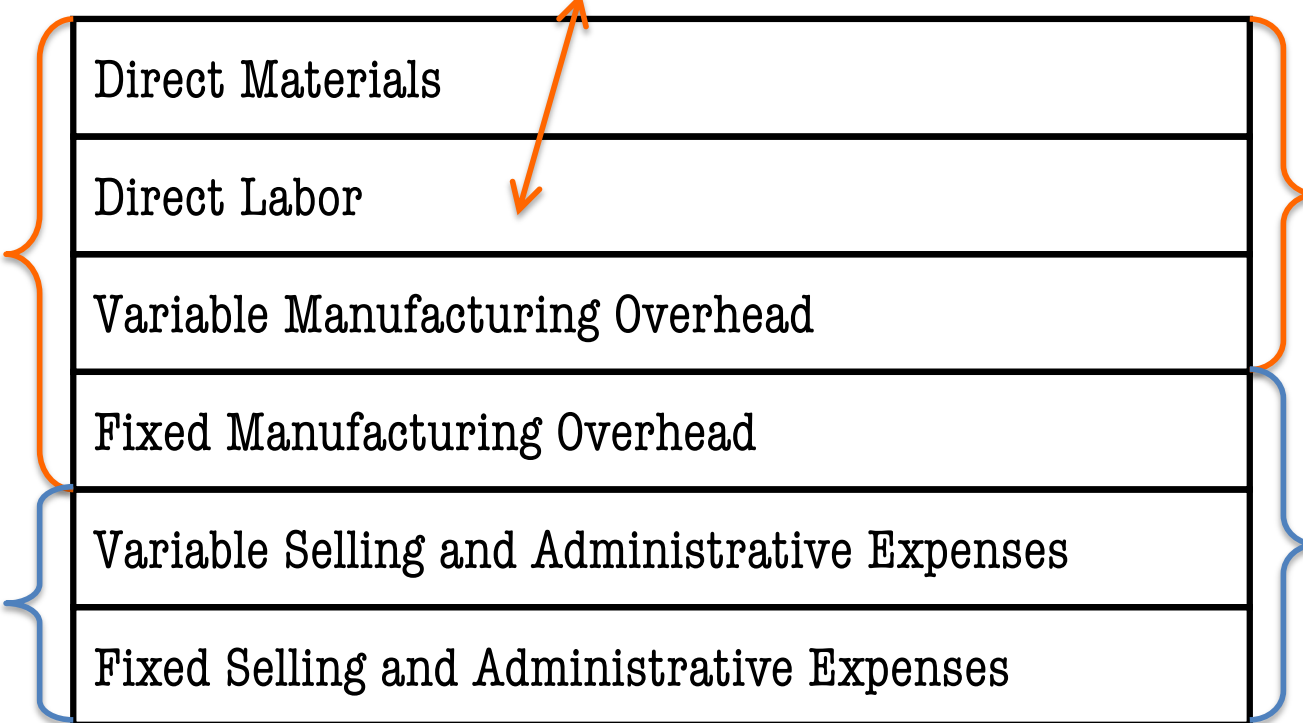 Direct Materials
Direct Labor
Variable Manufacturing Overhead
Fixed Manufacturing Overhead
Variable Selling and Administrative Expenses
Fixed Selling and Administrative Expenses